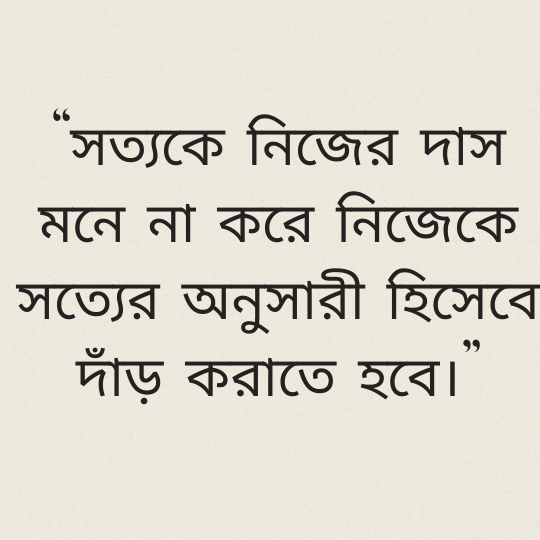 “সত্যকে নিজের দাস
মনে না করে নিজেকে
সত্যের অনুসারী হিসেবে
দাঁড় করাতে হবে।”